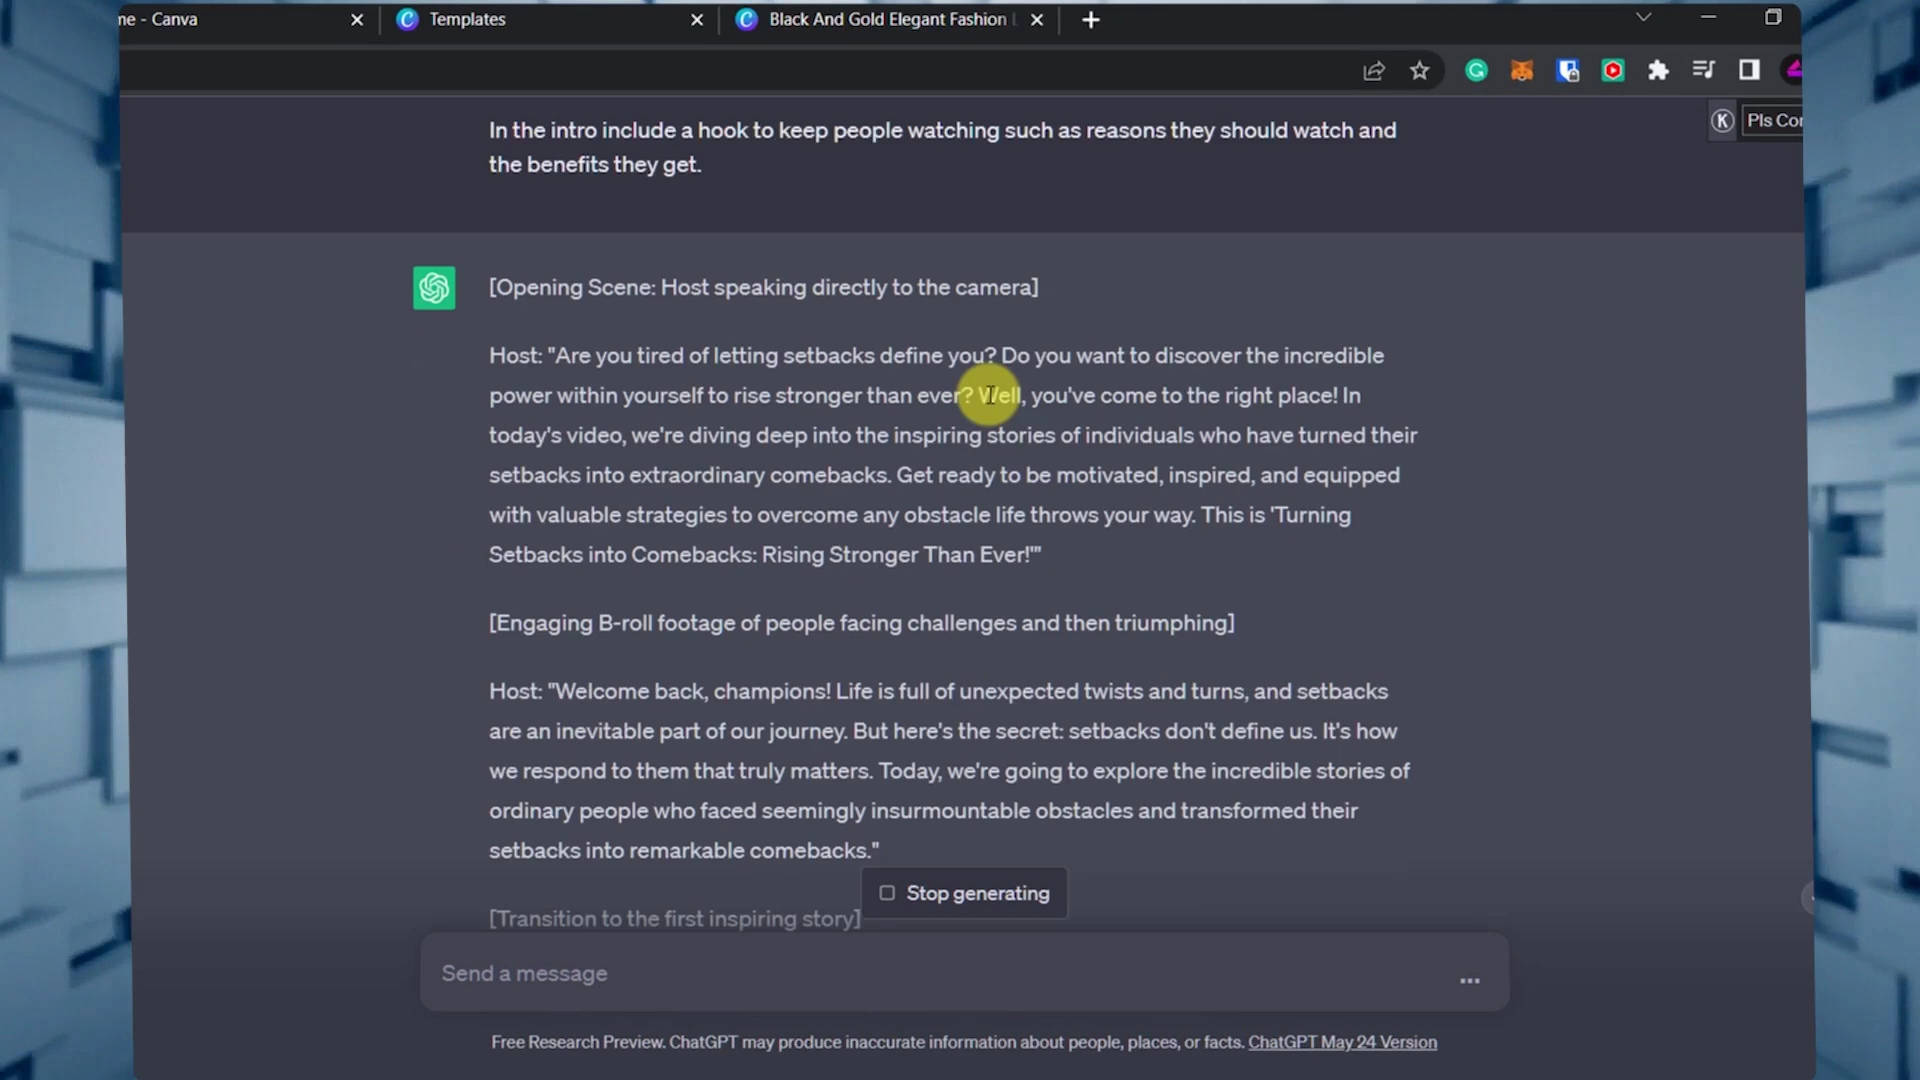 me - Canva
Templates
Black And Gold Elegant Fashion
Pls Con
In the intro include a hook to keep people watching such as reasons they should watch and
the benefits they get.
[Opening Scene: Host speaking directly to the camera]
Host: "Are you tired of letting setbacks define you? Do you want to discover the incredible
power within yourself to rise stronger than ever? Well, you've come to the right place! In
today's video, we're diving deep into the inspiring stories of individuals who have turned their
setbacks into extraordinary comebacks. Get ready to be motivated, inspired, and equipped
with valuable strategies to overcome any obstacle life throws your way. This is 'Turning
Setbacks into Comebacks: Rising Stronger Than Ever!'"
[Engaging B-roll footage of people facing challenges and then triumphing]
Host: "Welcome back, champions! Life is full of unexpected twists and turns, and setbacks
are an inevitable part of our journey. But here's the secret: setbacks don't define us. It's how
we respond to them that truly matters. Today, we're going to explore the incredible stories of
ordinary people who faced seemingly insurmountable obstacles and transformed their
setbacks into remarkable comebacks."
Stop generating
[Transition to the first inspiring story]
Send a message
Free Research Preview. ChatGPT may produce inaccurate information about people, places, or facts. ChatGPT May 24 Version